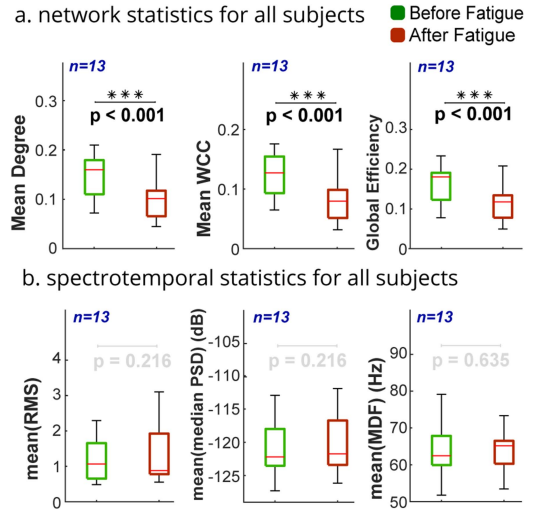 a. network statistics for all subjects
Before Fatigue
After Fatigue
n=13
* * *
p < 0.001
Mean Degree
0.3
0.2
0.1
0
n=13
* * *
p < 0.001
Mean WCC
0.2
0.1
0
n=13
* * *
p < 0.001
Global Efficiency
0.3
0.2
0.1
0
b. spectrotemporal statistics for all subjects
n=13
p = 0.216
mean(RMS)
4
3
2
1
0
n=13
p = 0.216
mean(median PSD) (dB)
-105
-110
-115
-120
-125
n=13
p = 0.635
mean(MDF) (Hz)
90
80
70
60
50